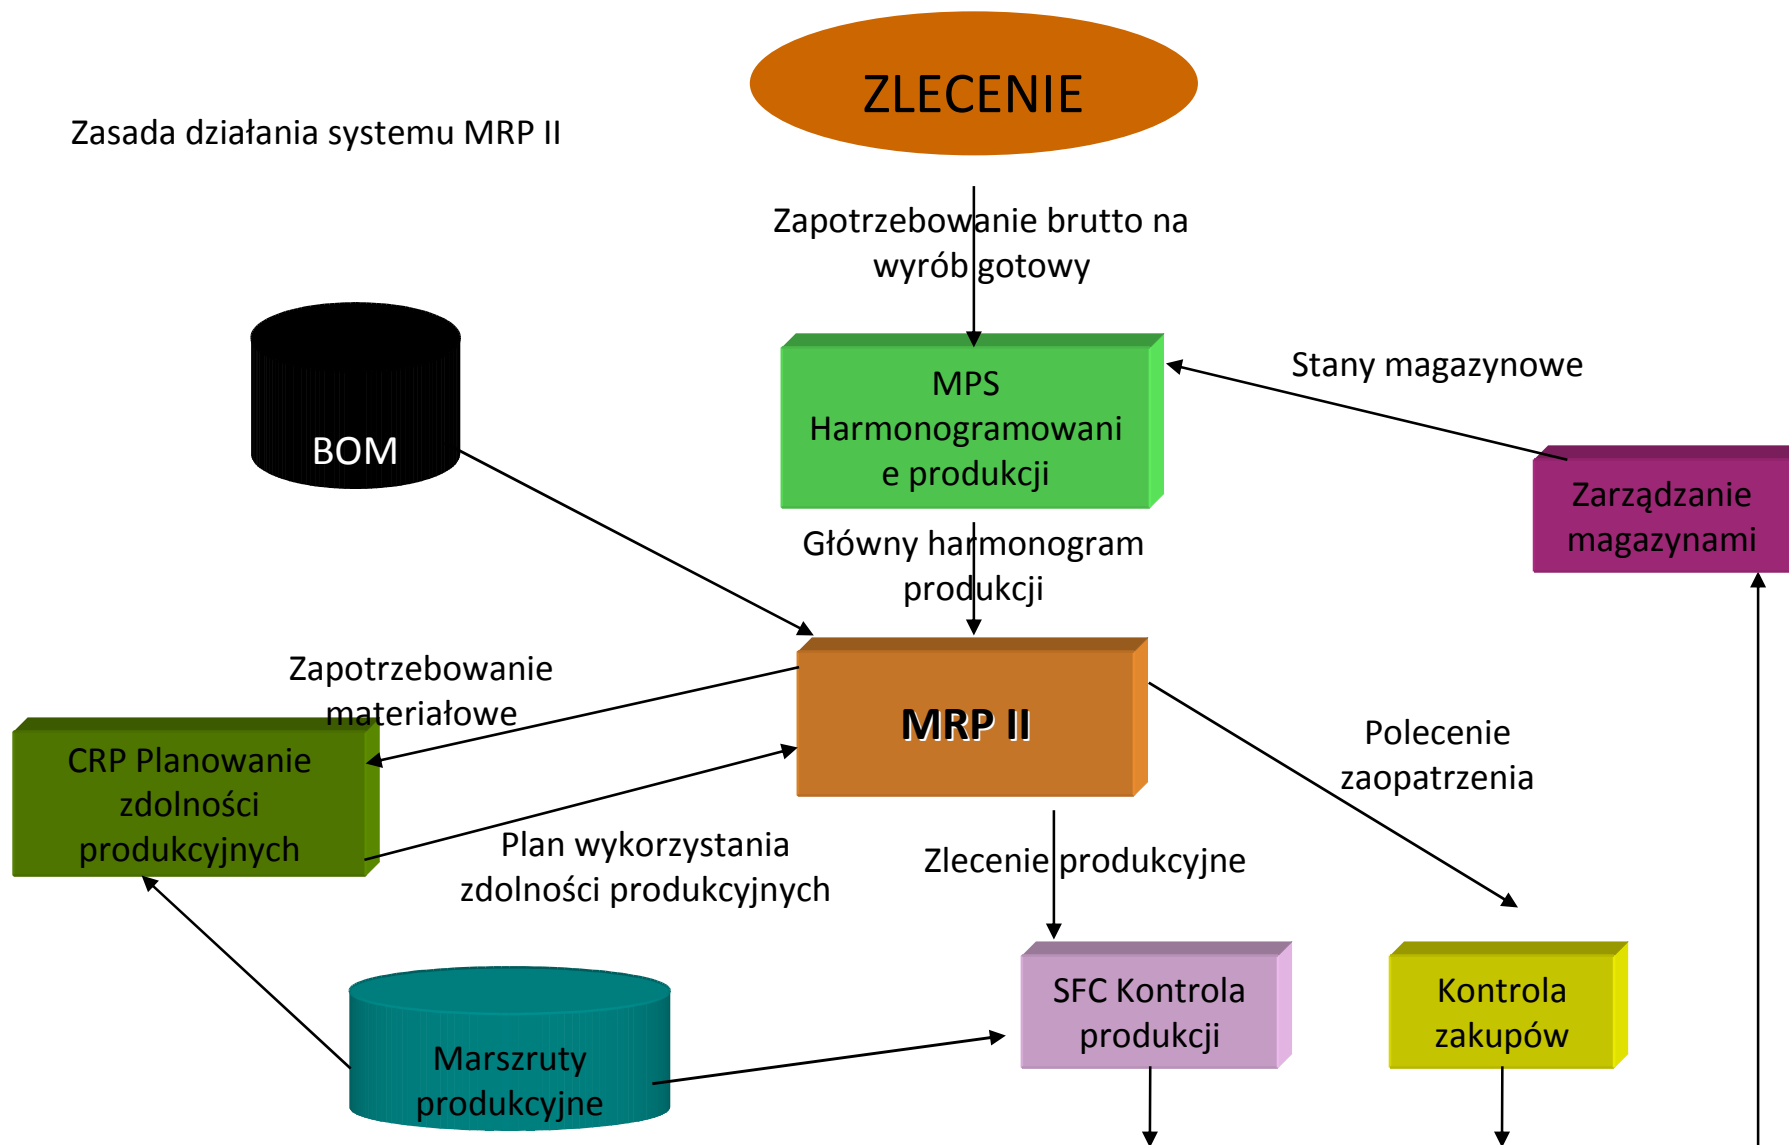 ZLECENIE
Zasada działania systemu MRP II
Zapotrzebowanie brutto na
wyrób gotowy
Stany magazynowe
MPS
Harmonogramowani
e produkcji
BOM
Zarządzanie
magazynami
Główny harmonogram
produkcji
Zapotrzebowanie
materiałowe
MRP II
Polecenie
zaopatrzenia
CRP Planowanie
zdolności
produkcyjnych
Plan wykorzystania
zdolności produkcyjnych
Zlecenie produkcyjne
SFC Kontrola
produkcji
Kontrola
zakupów
Marszruty
produkcyjne